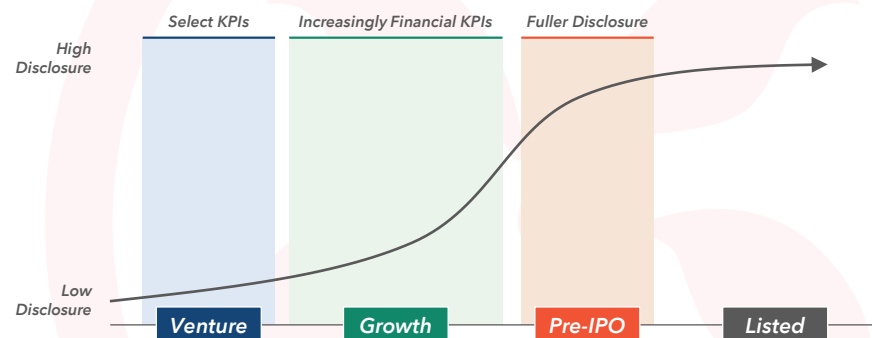 Select KPIs
Increasingly Financial KPIs
Fuller Disclosure
High
Disclosure
Low
Disclosure
Venture
Growth
Pre-IPO
Listed